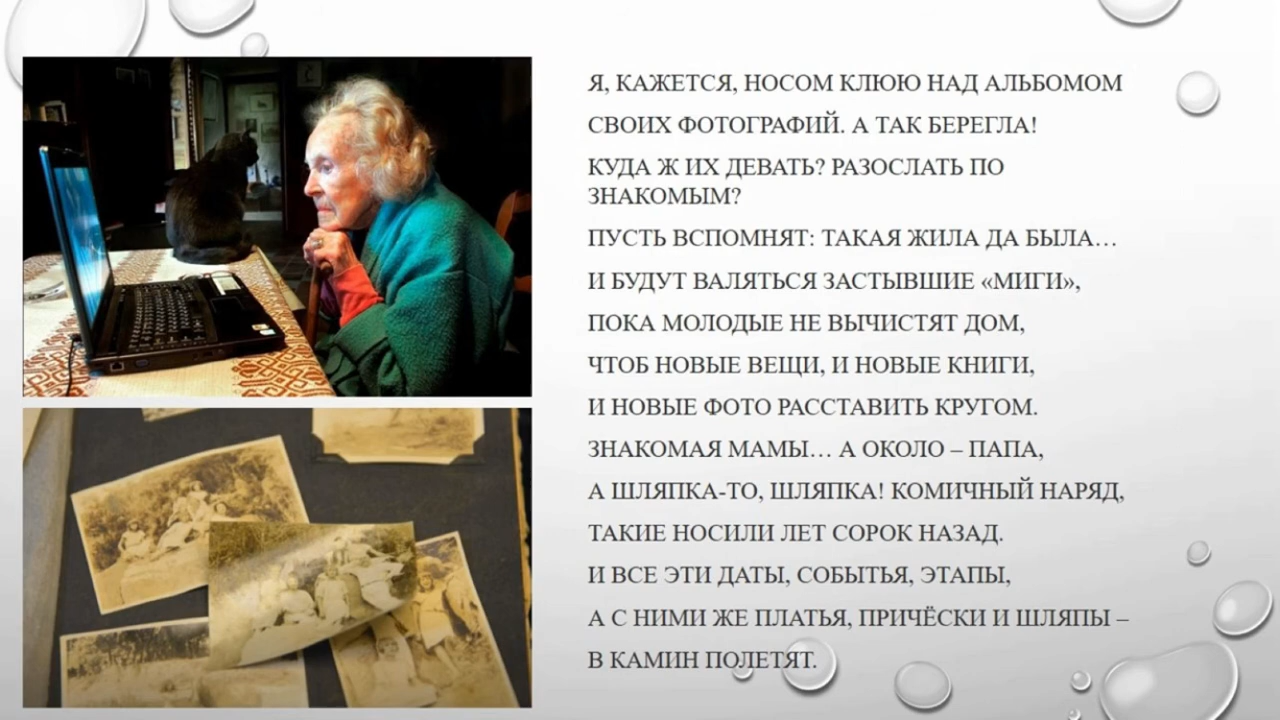 Я, КАЖЕТСЯ, НОСОМ КЛЮЮ НАД АЛЬБОМОМ
СВОИХ ФОТОГРАФИЙ. А ТАК БЕРЕГЛА!
КУДА Ж ИХ ДЕВАТЬ? РАЗОСЛАТЬ ПО
ЗНАКОМЫМ?
ПУСТЬ ВСПОМНЯТ: ТАКАЯ ЖИЛА ДА БЫЛА…
И БУДУТ ВАЛЯТЬСЯ ЗАСТЫВШИЕ «МИГИ»,
ПОКА МОЛОДЫЕ НЕ ВЫЧИСТЯТ ДОМ,
ЧТОБ НОВЫЕ ВЕЩИ, И НОВЫЕ КНИГИ,
И НОВЫЕ ФОТО РАССТАВИТЬ КРУГОМ.
ЗНАКОМАЯ МАМЫ… А ОКОЛО – ПАПА,
А ШЛЯПКА-ТО, ШЛЯПКА! КОМИЧНЫЙ НАРЯД,
ТАКИЕ НОСИЛИ ЛЕТ СОРОК НАЗАД.
И ВСЕ ЭТИ ДАТЫ, СОБЫТЬЯ, ЭТАПЫ,
А С НИМИ ЖЕ ПЛАТЬЯ, ПРИЧЁСКИ И ШЛЯПЫ –
В КАМИН ПОЛЕТЯТ.